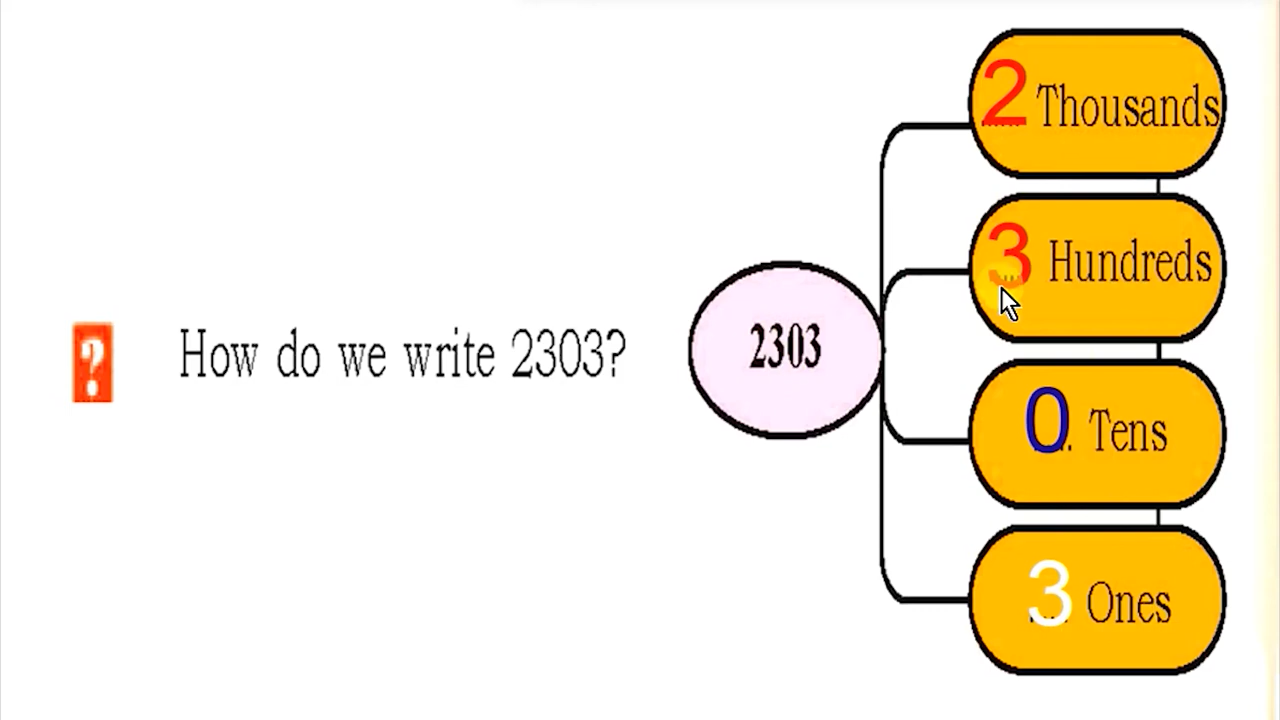 2 Thousands
3 Hundreds
? How do we write 2303?
2303
0 Tens
3 Ones